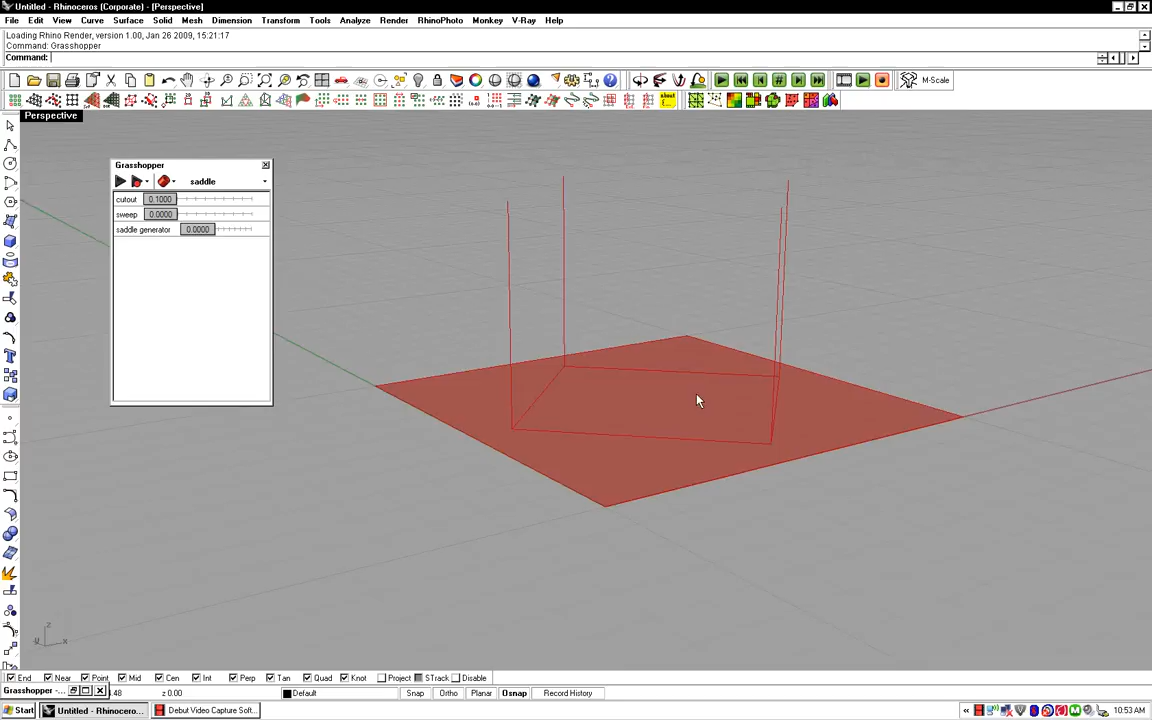 Untitled - Rhinoceros (Corporate) - [Perspective]
File Edit View Curve Surface Solid Mesh Dimension Transform Tools Analyze Render RhinoPhoto Monkey V-Ray Help
Loading Rhino Render, version 1.00, Jan 26 2009, 15:21:17
Command: Grasshopper
Command:
M-Scale
Perspective
Grasshopper
saddle
cutout 0.1000
sweep 0.0000
saddle generator 0.0000
z
x
End Near Point Mid Cen Int Perp Tan Quad Knot Project STrack Disable
Grasshopper -... .48 z 0.00 Default Snap Ortho Planar Osnap Record History
Start Untitled - Rhinocero... Debut Video Capture Soft... « 10:53 AM